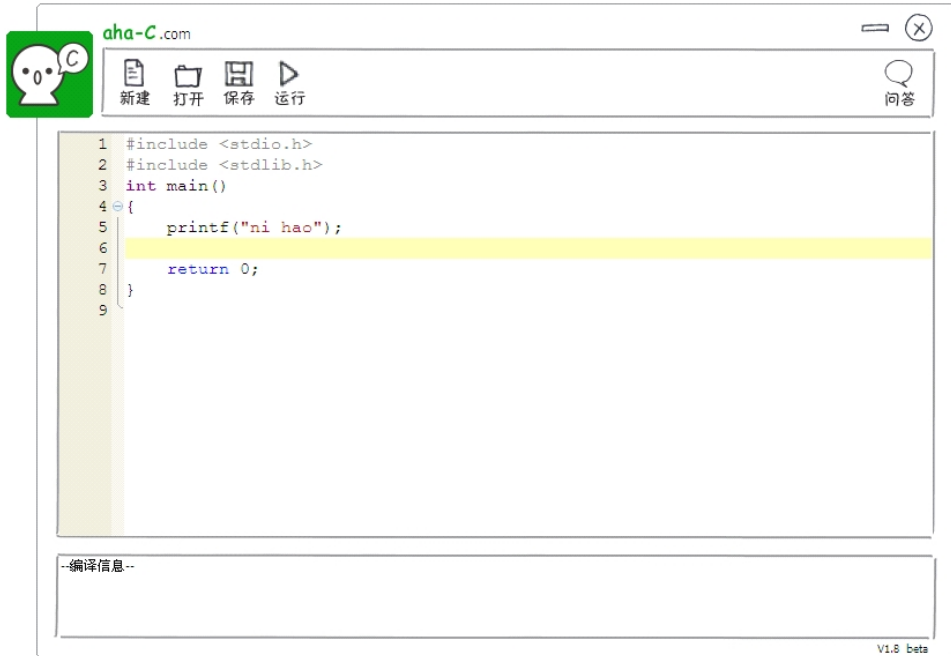 aha-C.com
C
新建 打开 保存 运行 问答
1 #include <stdio.h>
2 #include <stdlib.h>
3 int main()
4 {
5     printf("ni hao");
6
7     return 0;
8 }
9
--编译信息--
V1.8 beta